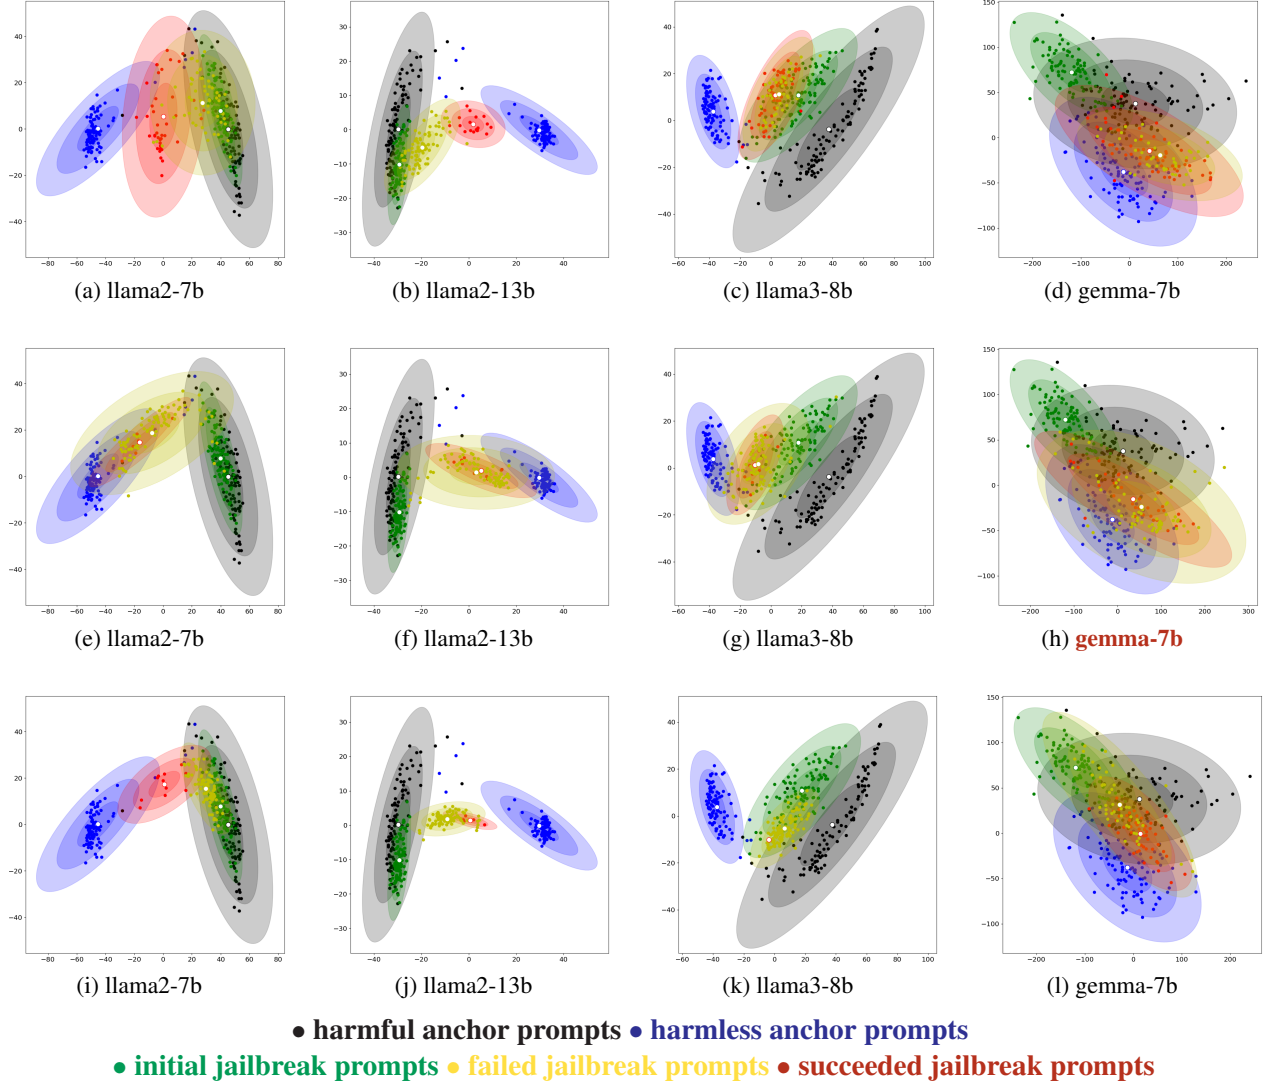 (a) llama2-7b
(b) llama2-13b
(c) llama3-8b
(d) gemma-7b
(e) llama2-7b
(f) llama2-13b
(g) llama3-8b
(h) gemma-7b
(i) llama2-7b
(j) llama2-13b
(k) llama3-8b
(l) gemma-7b
• harmful anchor prompts • harmless anchor prompts
• initial jailbreak prompts • failed jailbreak prompts • succeeded jailbreak prompts